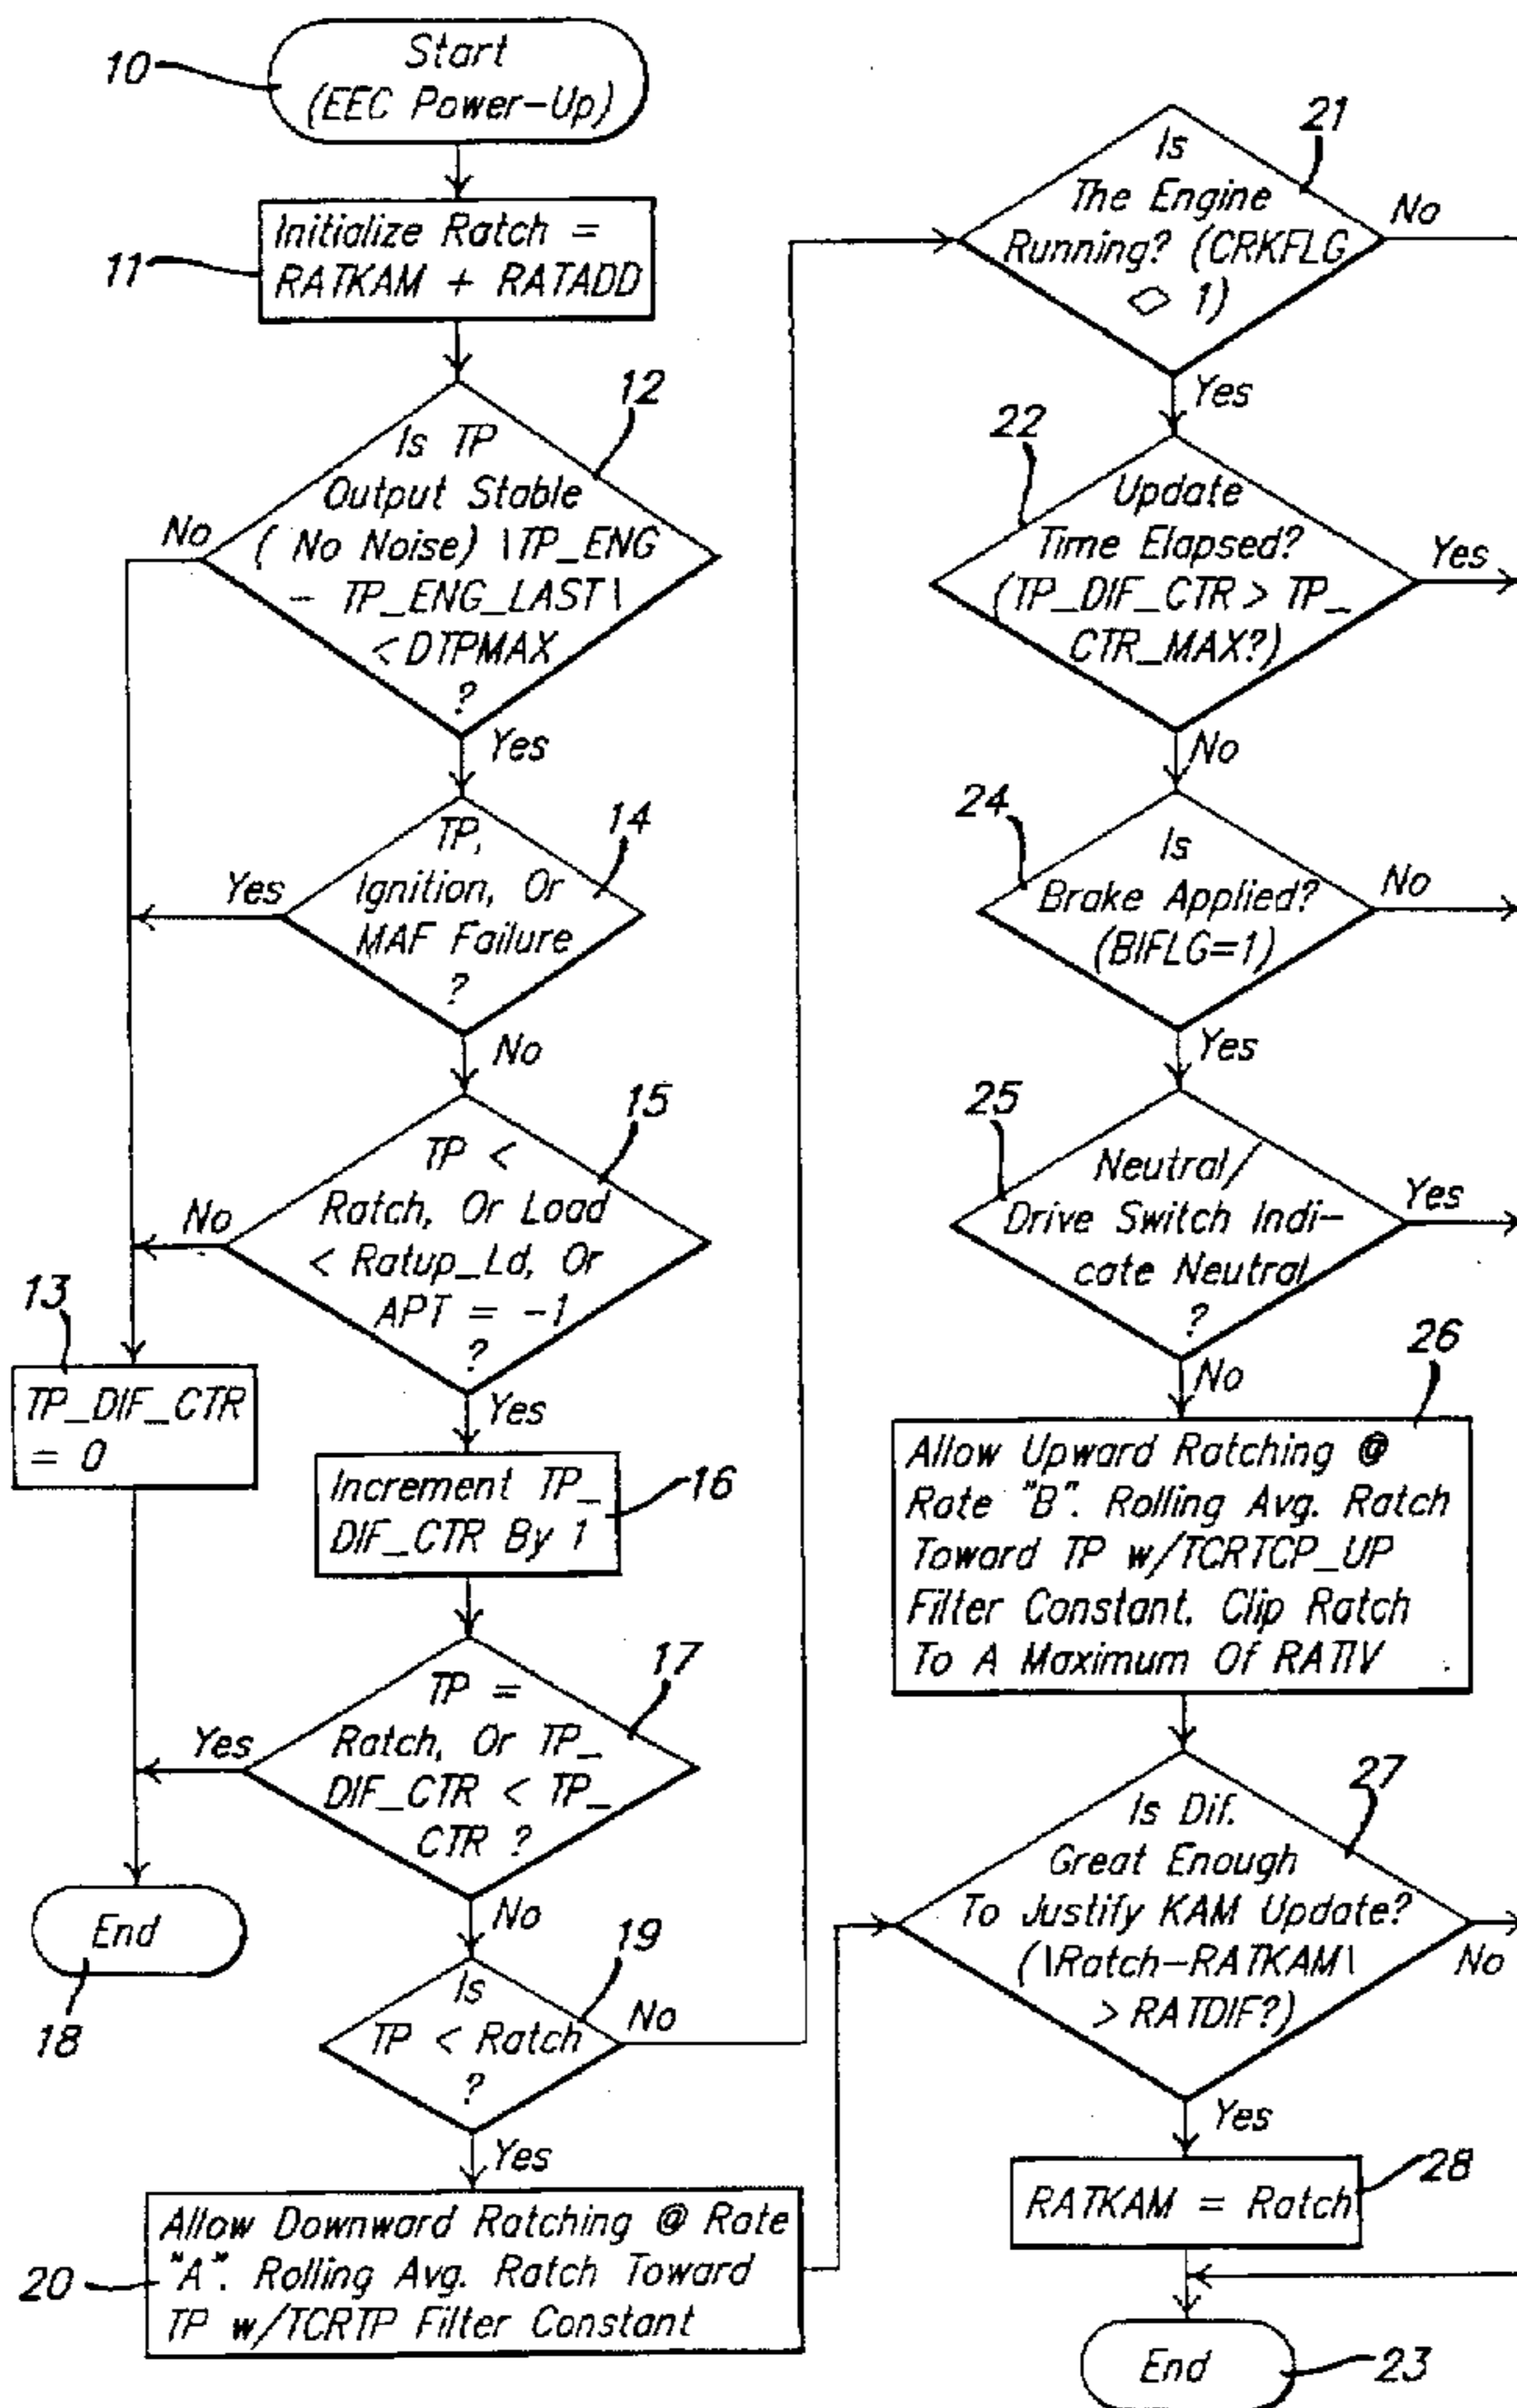 10
Start
(EEC Power-Up)
11
Initialize Ratch =
RATKAM + RATADD
12
Is TP
Output Stable
( No Noise) \TP_ENG
- TP_ENG_LAST\
< DTPMAX
?
No
Yes
14
TP,
Ignition, Or
MAF Failure
?
Yes
No
15
TP <
Ratch, Or Load
< Ratup_Ld, Or
APT = -1
?
No
Yes
13
TP_DIF_CTR
= 0
Increment TP_
DIF_CTR By 1
16
17
TP =
Ratch, Or TP_
DIF_CTR < TP_
CTR ?
Yes
No
End
18
19
Is
TP < Ratch
?
No
Yes
20
Allow Downward Ratching @ Rate
"A". Rolling Avg. Ratch Toward
TP w/TCRTP Filter Constant
21
Is
The Engine
Running? (CRKFLG
<> 1)
No
Yes
22
Update
Time Elapsed?
(TP_DIF_CTR > TP_
CTR_MAX?)
Yes
No
24
Is
Brake Applied?
(BIFLG=1)
No
Yes
25
Neutral/
Drive Switch Indi-
cate Neutral
?
Yes
No
26
Allow Upward Ratching @
Rate "B". Rolling Avg. Ratch
Toward TP w/TCRTCP_UP
Filter Constant. Clip Ratch
To A Maximum Of RATIV
27
Is Dif.
Great Enough
To Justify KAM Update?
(\Ratch-RATKAM\
> RATDIF?)
No
Yes
RATKAM = Ratch
28
End
23